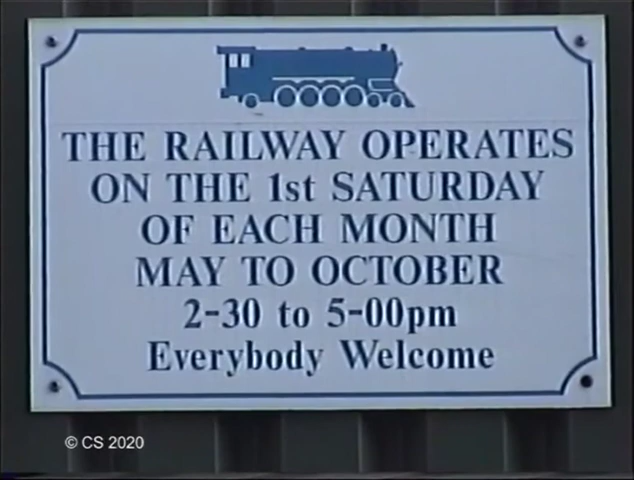 THE RAILWAY OPERATES
ON THE 1st SATURDAY
OF EACH MONTH
MAY TO OCTOBER
2-30 to 5-00pm
Everybody Welcome
© CS 2020